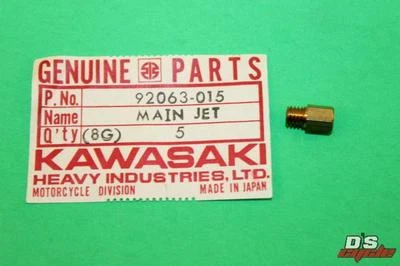 GENUINE PARTS
P.No. 92063-015
Name MAIN JET
Q'ty (8G) 5
KAWASAKI
HEAVY INDUSTRIES, LTD.
MOTORCYCLE DIVISION MADE IN JAPAN
D'S
cycle